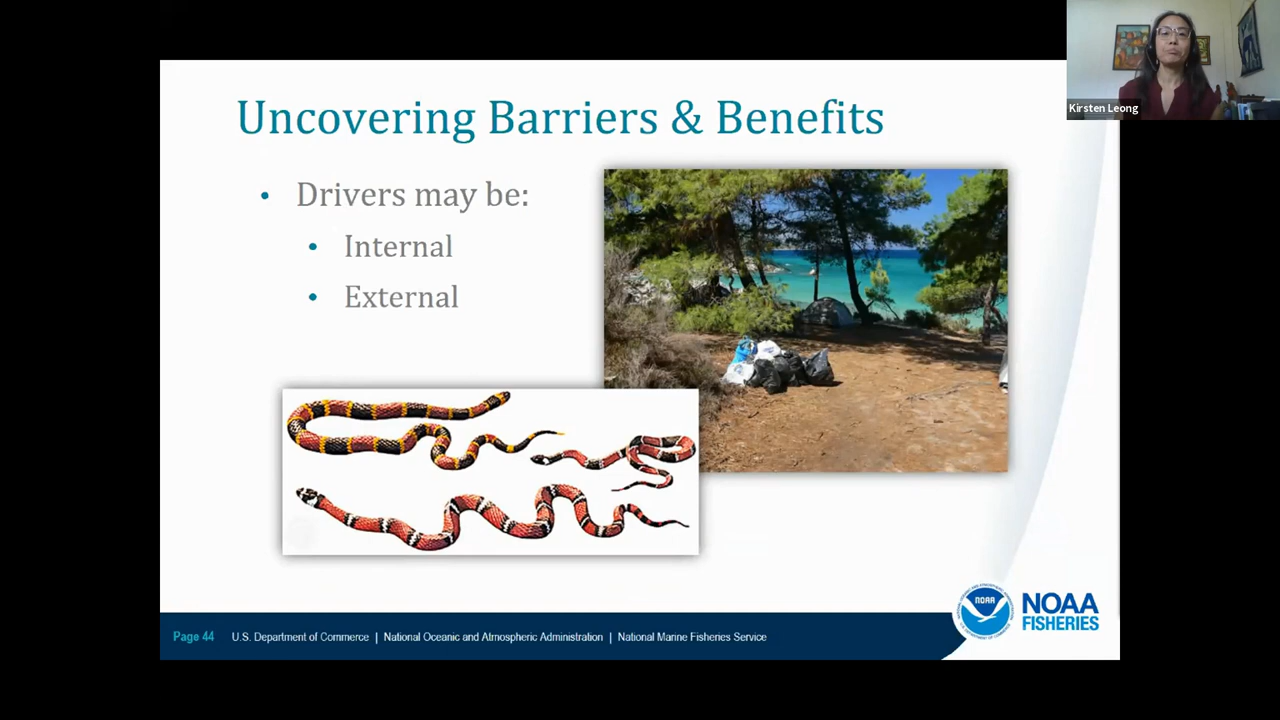 Uncovering Barriers & Benefits
Kirsten Leong
• Drivers may be:
• Internal
• External
NOAA
NOAA
FISHERIES
Page 44 U.S. Department of Commerce | National Oceanic and Atmospheric Administration | National Marine Fisheries Service